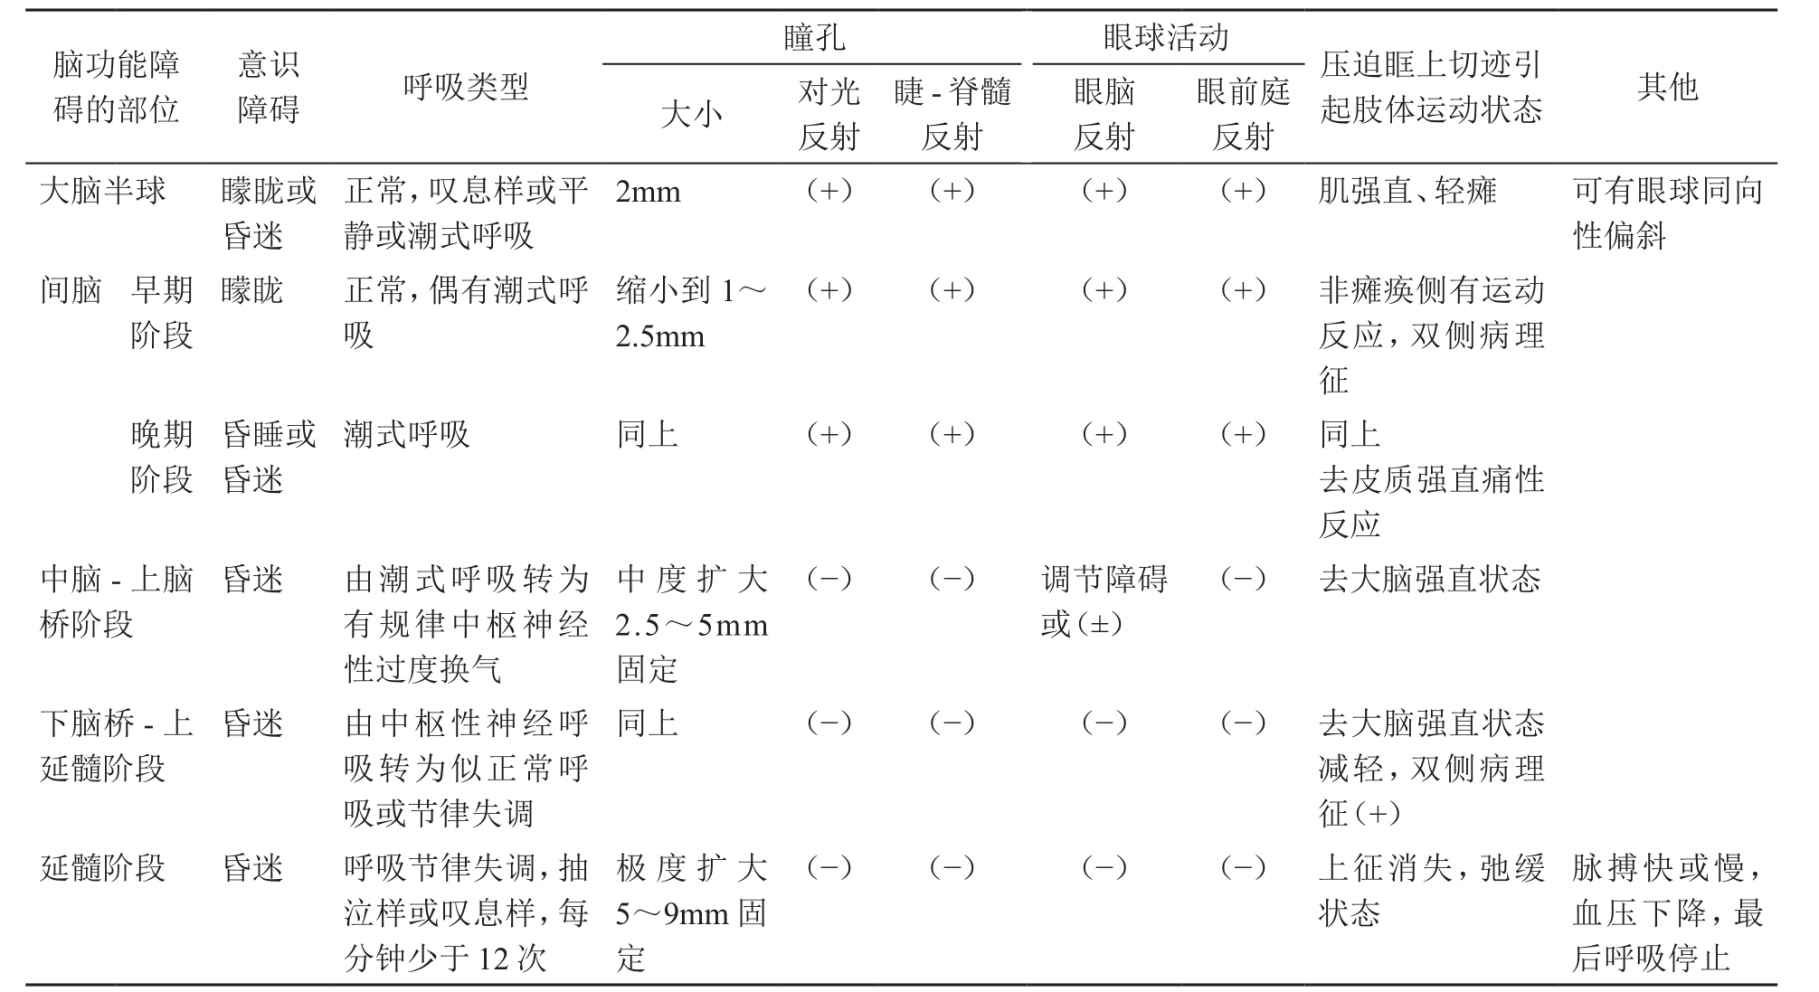 瞳孔 眼球活动
脑功能障 意识 压迫眶上切迹引
呼吸类型 其他
对光 睫-脊髓 眼脑 眼前庭
碍的部位 障碍 大小 起肢体运动状态
反射 反射 反射 反射
大脑半球 矇眬或 正常，叹息样或平 2mm （+） （+） （+） （+） 肌强直、轻瘫 可有眼球同向
昏迷 静或潮式呼吸 性偏斜
间脑 早期 矇眬 正常，偶有潮式呼 缩小到1～ （+） （+） （+） （+） 非瘫痪侧有运动
阶段 吸 2.5mm 反应，双侧病理
征
晚期 昏睡或 潮式呼吸 同上 （+） （+） （+） （+） 同上
阶段 昏迷 去皮质强直痛性
反应
中脑-上脑 昏迷 由潮式呼吸转为 中度扩大 （−） （−） 调节障碍 （−） 去大脑强直状态
桥阶段 有规律中枢神经 2.5～5mm 或（±）
性过度换气 固定
下脑桥-上 昏迷 由中枢性神经呼 同上 （−） （−） （−） （−） 去大脑强直状态
延髓阶段 吸转为似正常呼 减轻，双侧病理
吸或节律失调 征（+）
延髓阶段 昏迷 呼吸节律失调，抽 极度扩大 （−） （−） （−） （−） 上征消失，弛缓 脉搏快或慢，
泣样或叹息样，每 5～9mm固 状态 血压下降，最
分钟少于12次 定 后呼吸停止